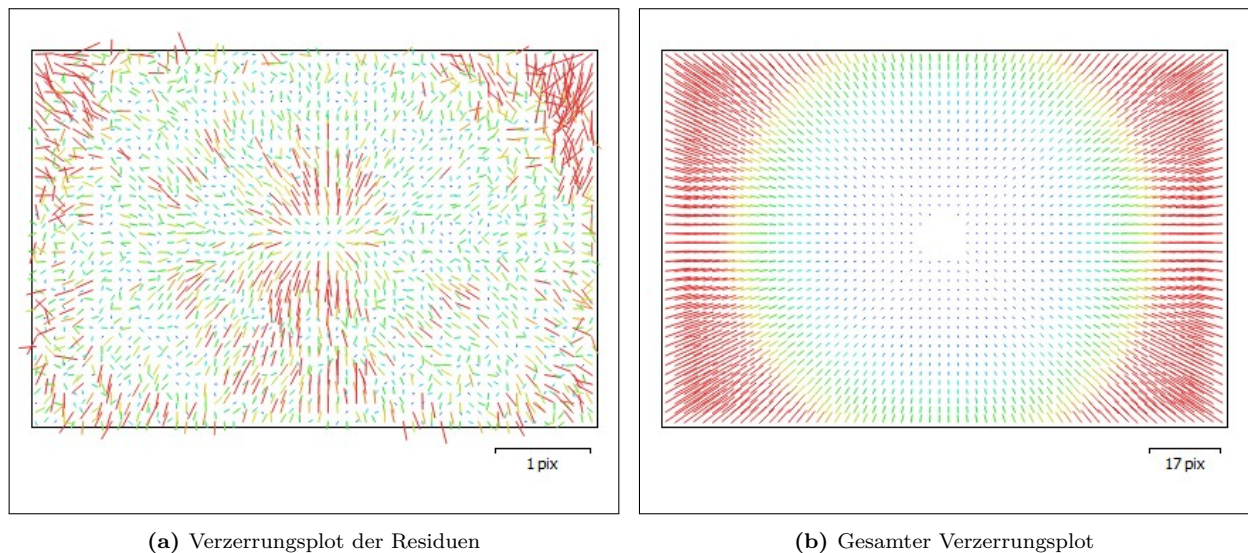 1 pix
17 pix
(a) Verzerrungsplot der Residuen
(b) Gesamter Verzerrungsplot